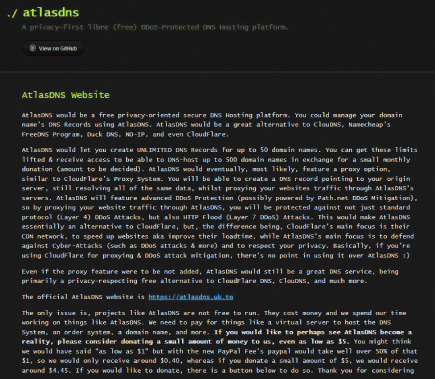 ./ atlasdns
A privacy-first libre (free) DDoS-Protected DNS Hosting platform.
View on GitHub
AtlasDNS Website
AtlasDNS would be a free privacy-oriented secure DNS Hosting platform. You could manage your domain
name's DNS Records using AtlasDNS. AtlasDNS would be a great alternative to ClouDNS, Namecheap's
FreeDNS Program, Duck DNS, NO-IP, and even CloudFlare.
AtlasDNS would let you create UNLIMITED DNS Records for up to 50 domain names. You can get these limits
lifted & receive access to be able to DNS-host up to 500 domain names in exchange for a small monthly
donation (amount to be decided). AtlasDNS would eventually, most likely, feature a proxy option,
similar to CloudFlare's Proxy System. You will be able to create a DNS record pointing to your origin
server, still resolving all of the same data, whilst proxying your websites traffic through AtlasDNS's
servers. AtlasDNS will feature advanced DDoS Protection (possibly powered by Path.net DDoS Mitigation),
so by proxying your website traffic through AtlasDNS, you will be protected against not just standard
protocol (Layer 4) DDoS Attacks, but also HTTP Flood (Layer 7 DDoS) Attacks. This would make AtlasDNS
essentially an alternative to CloudFlare, but, the difference being, CloudFlare's main focus is their
CDN network, to speed up websites aka improve their loadtime, while AtlasDNS's main focus is to defend
against Cyber-Attacks (such as DDoS attacks & more) and to respect your privacy. Basically, if you're
using CloudFlare for proxying & DDoS attack mitigation, there's no point in using it over AtlasDNS :)
Even if the proxy feature were to be not added, AtlasDNS would still be a great DNS service, being
primarily a privacy-respecting free alternative to CloudFlare DNS, ClouDNS, and much more.
The official AtlasDNS website is https://atlasdns.uk.to
The only issue is, projects like AtlasDNS are not free to run. They cost money and we spend our time
working on things like AtlasDNS. We need to pay for things like a virtual server to host the DNS
System, an order system, a domain name, and more. If you would like to perhaps see AtlasDNS become a
reality, please consider donating a small amount of money to us, even as low as $5. You might think
we would have said "as low as $1" but with the new PayPal Fee's paypal would take well over 50% of that
$1, so we would only receive around $0.40, whereas if you donate a small amount of $5, we would receive
around $4.45. If you would like to donate, there is a button below to do so. Thank you for considering